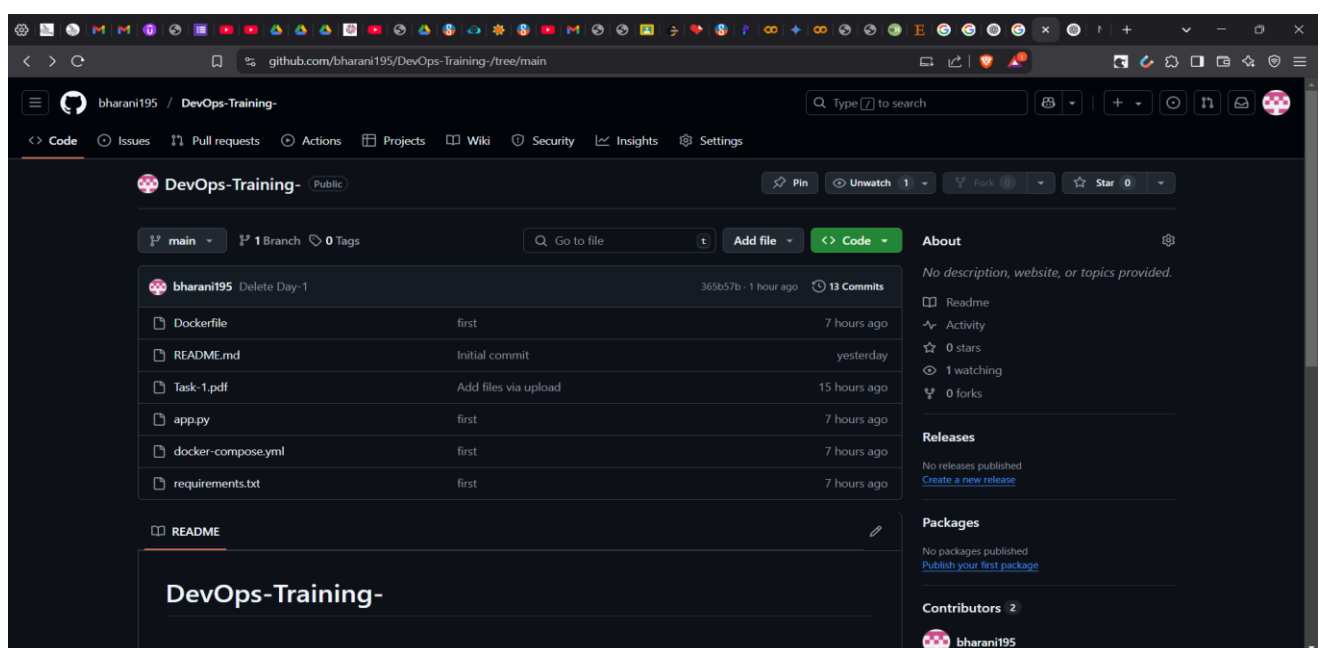 github.com/bharani195/DevOps-Training-/tree/main
bharani195 / DevOps-Training-
Type / to search
Code Issues Pull requests Actions Projects Wiki Security Insights Settings
DevOps-Training- Public
Pin Unwatch 1 Fork 0 Star 0
main 1 Branch 0 Tags Go to file t Add file Code
bharani195 Delete Day-1 365b57b · 1 hour ago 13 Commits
Dockerfile first 7 hours ago
README.md Initial commit yesterday
Task-1.pdf Add files via upload 15 hours ago
app.py first 7 hours ago
docker-compose.yml first 7 hours ago
requirements.txt first 7 hours ago
README
DevOps-Training-
About
No description, website, or topics provided.
Readme
Activity
0 stars
1 watching
0 forks
Releases
No releases published
Create a new release
Packages
No packages published
Publish your first package
Contributors 2
bharani195